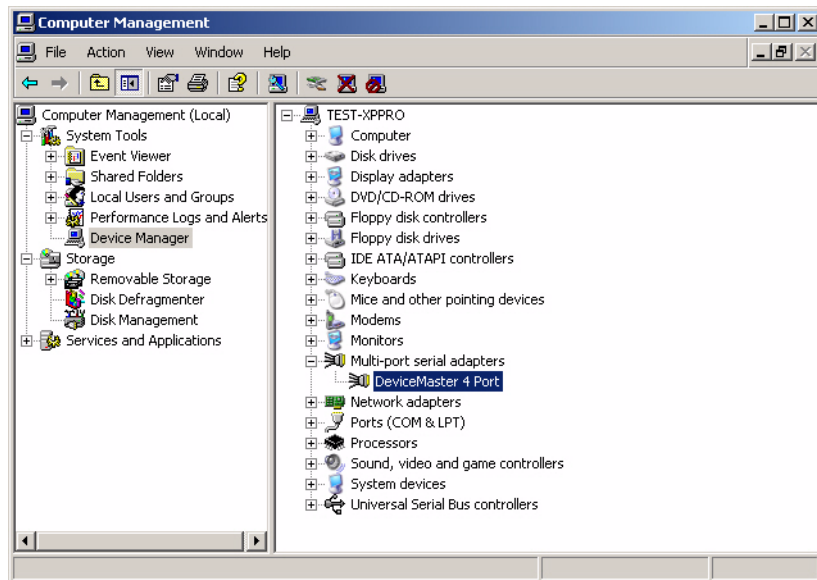 Computer Management
File Action View Window Help
Computer Management (Local)
System Tools
Event Viewer
Shared Folders
Local Users and Groups
Performance Logs and Alerts
Device Manager
Storage
Removable Storage
Disk Defragmenter
Disk Management
Services and Applications
TEST-XPPRO
Computer
Disk drives
Display adapters
DVD/CD-ROM drives
Floppy disk controllers
Floppy disk drives
IDE ATA/ATAPI controllers
Keyboards
Mice and other pointing devices
Modems
Monitors
Multi-port serial adapters
DeviceMaster 4 Port
Network adapters
Ports (COM & LPT)
Processors
Sound, video and game controllers
System devices
Universal Serial Bus controllers